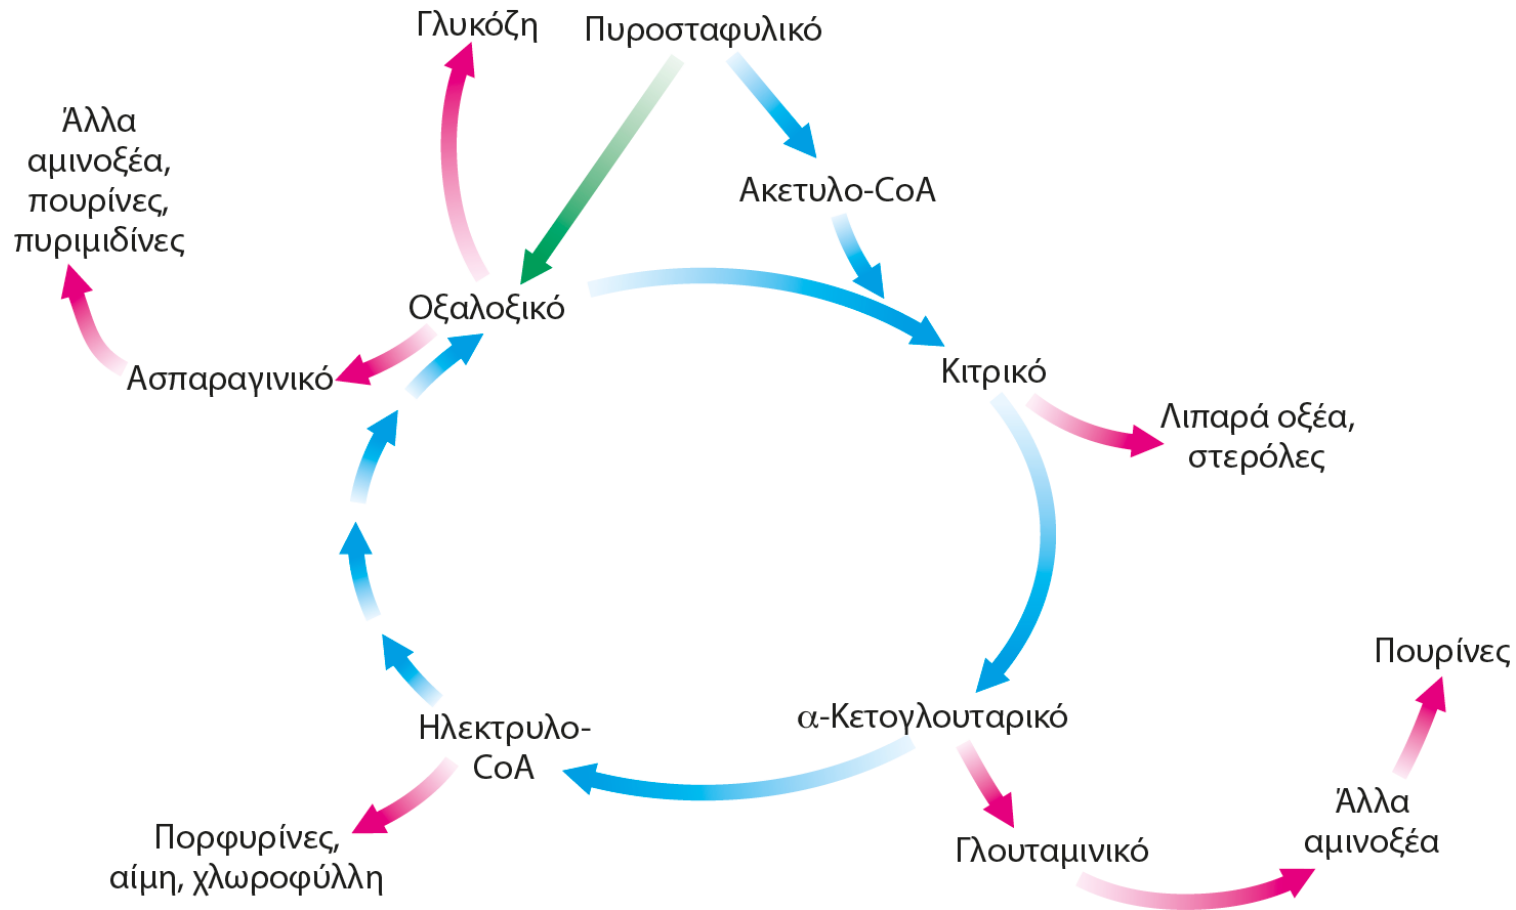 Γλυκόζη
Πυροσταφυλικό
Άλλα
αμινοξέα,
πουρίνες,
πυριμιδίνες
Ακετυλο-CoA
Οξαλοξικό
Ασπαραγινικό
Κιτρικό
Λιπαρά οξέα,
στερόλες
Πουρίνες
α-Κετογλουταρικό
Ηλεκτρυλο-
CoA
Άλλα
αμινοξέα
Πορφυρίνες,
αίμη, χλωροφύλλη
Γλουταμινικό